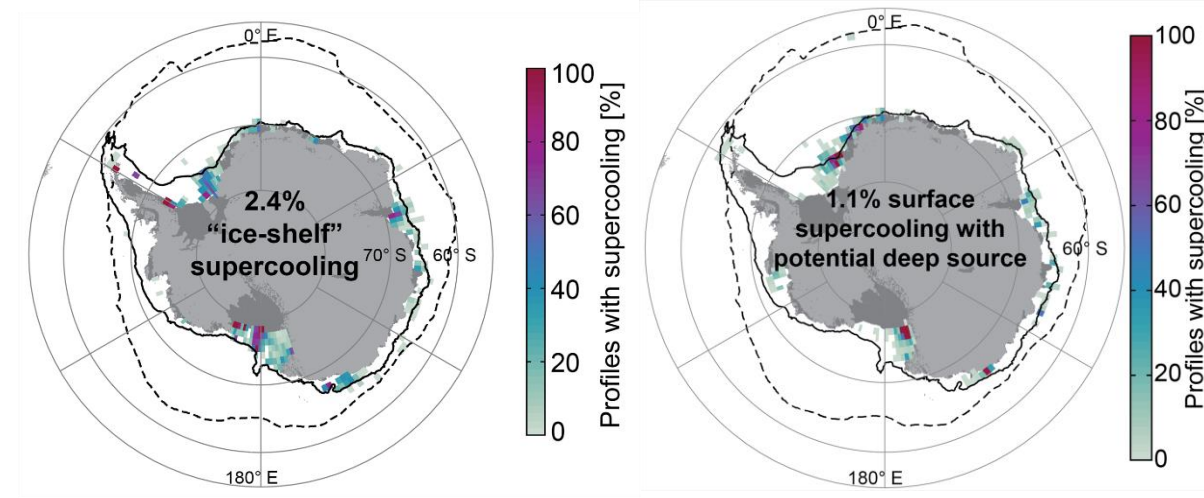 0° E
2.4%
“ice-shelf”
supercooling
70° S
60° S
180° E
100
80
60
40
20
0
Profiles with supercooling [%]
0° E
1.1% surface
supercooling with
potential deep source
60° S
180° E
100
80
60
40
20
0
Profiles with supercooling [%]